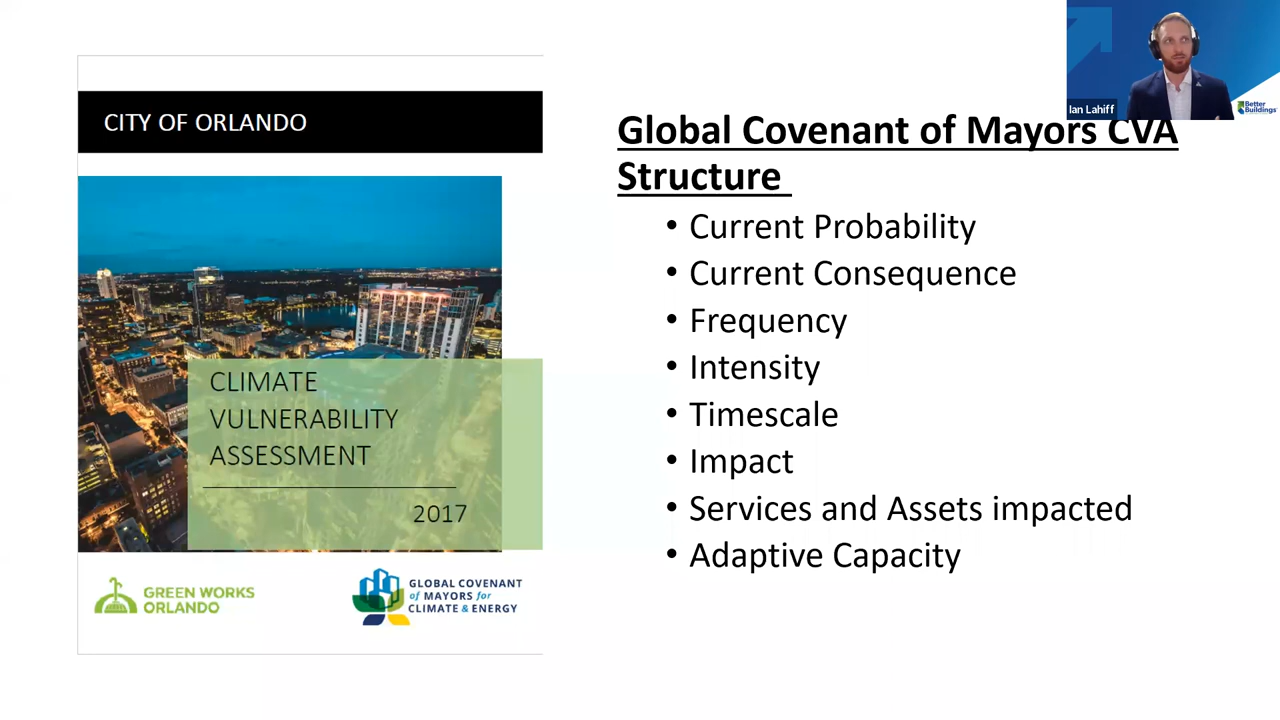 CITY OF ORLANDO
CLIMATE
VULNERABILITY
ASSESSMENT
2017
GREEN WORKS
ORLANDO
GLOBAL COVENANT
of MAYORS for
CLIMATE & ENERGY
Ian Lahiff
Better
Buildings
Global Covenant of Mayors CVA
Structure
• Current Probability
• Current Consequence
• Frequency
• Intensity
• Timescale
• Impact
• Services and Assets impacted
• Adaptive Capacity